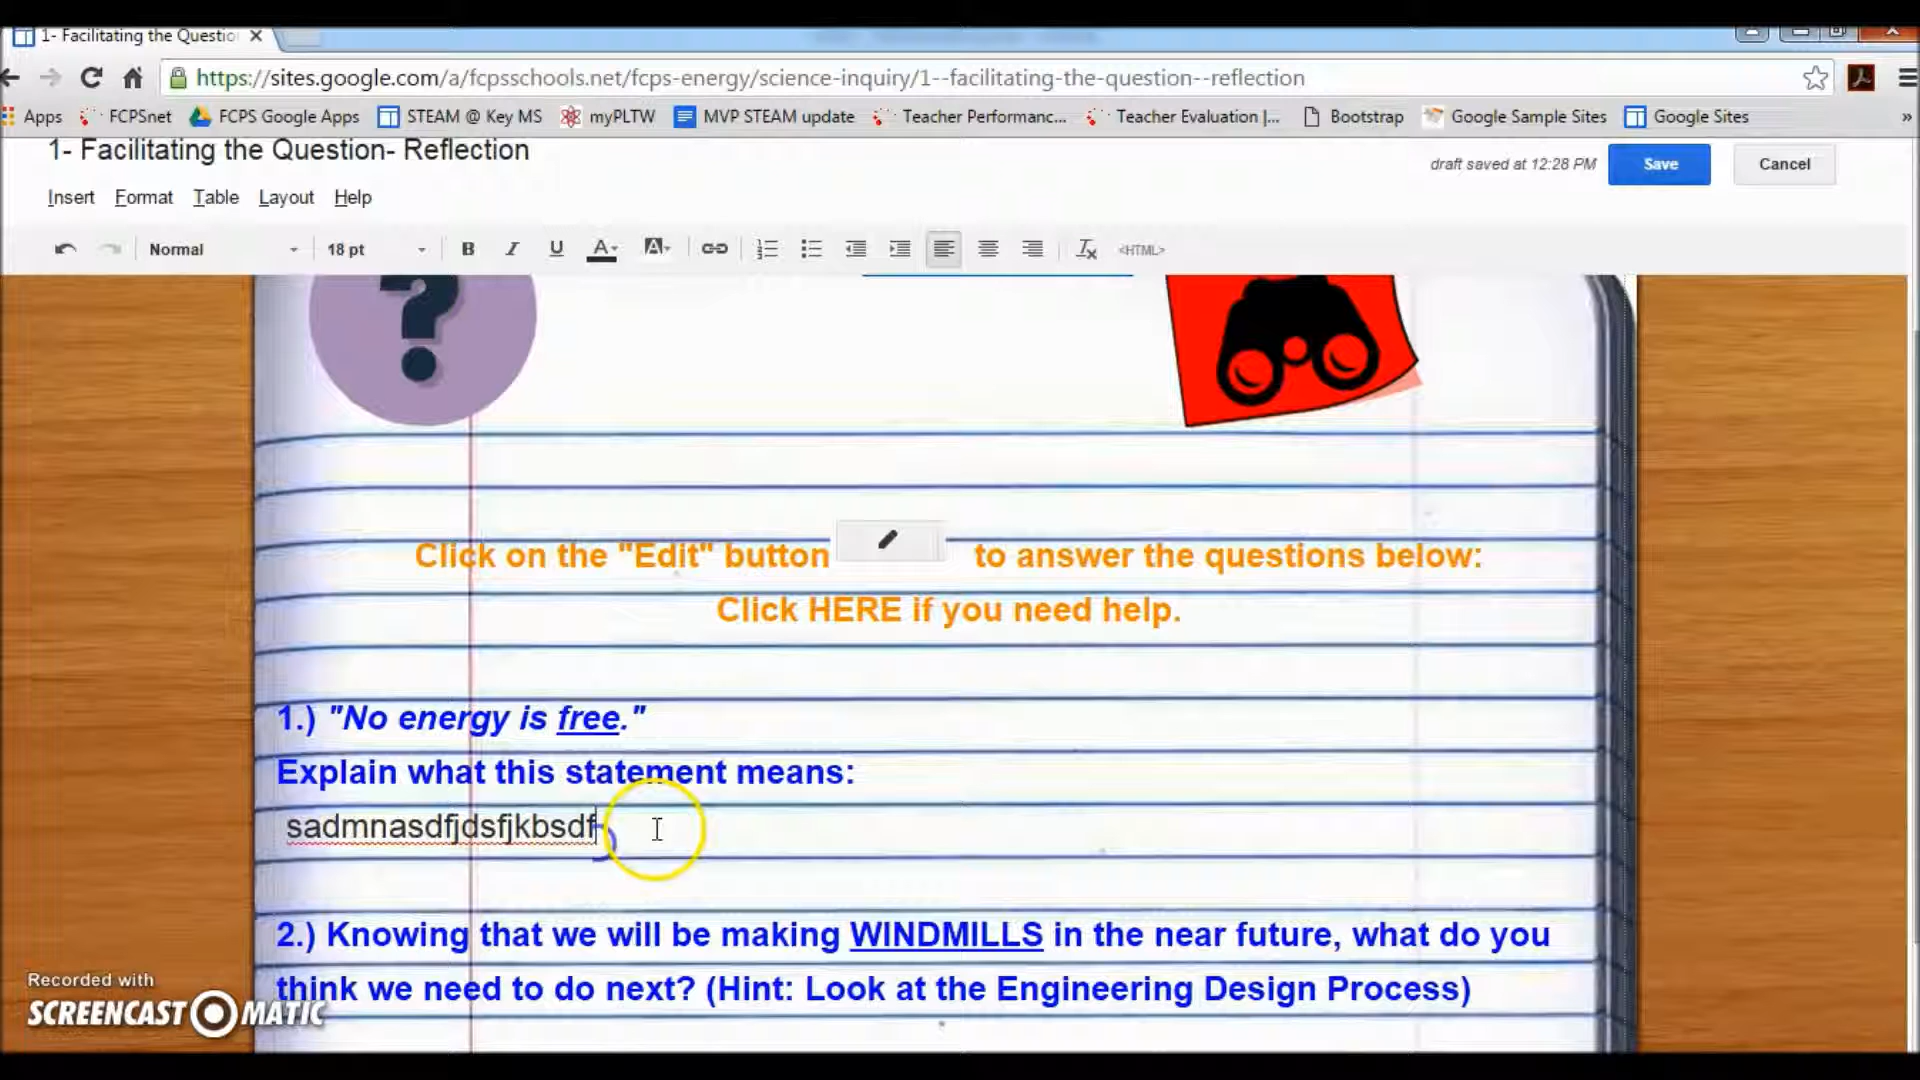 1- Facilitating the Questio
https://sites.google.com/a/fcpsschools.net/fcps-energy/science-inquiry/1--facilitating-the-question--reflection
Apps FCPSnet FCPS Google Apps STEAM @ Key MS myPLTW MVP STEAM update Teacher Performanc... Teacher Evaluation |... Bootstrap Google Sample Sites Google Sites »
1- Facilitating the Question- Reflection
draft saved at 12:28 PM Save Cancel
Insert Format Table Layout Help
Normal 18 pt B I U A A <HTML>
?
Click on the "Edit" button to answer the questions below:
Click HERE if you need help.
1.) "No energy is free."
Explain what this statement means:
sadmnasdfjdsfjkbsdf
2.) Knowing that we will be making WINDMILLS in the near future, what do you
think we need to do next? (Hint: Look at the Engineering Design Process)
Recorded with
SCREENCAST O MATIC